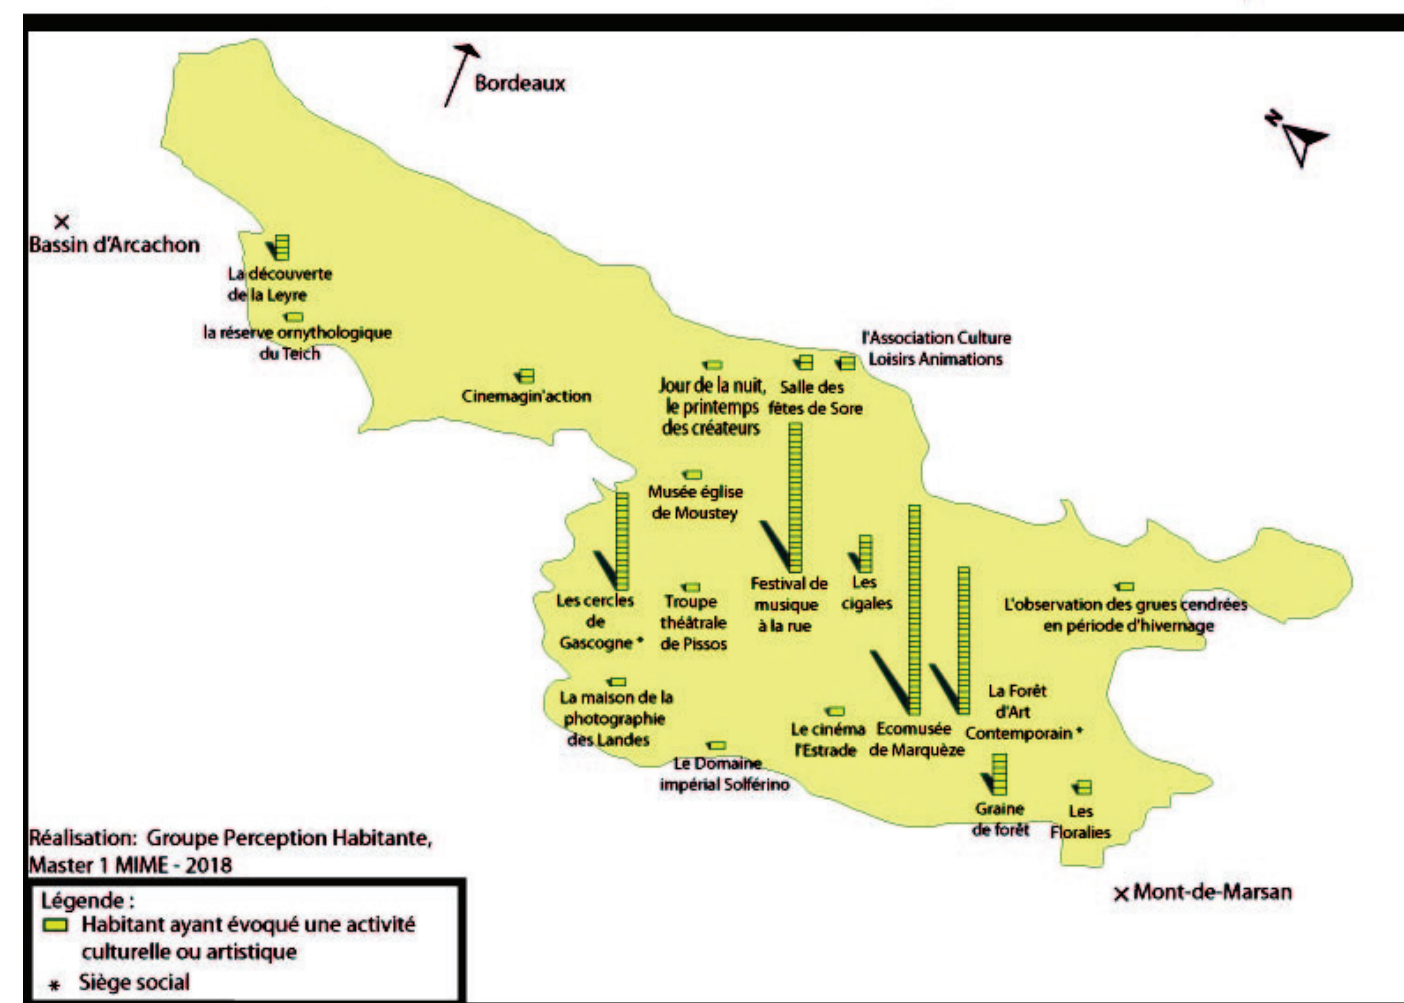 Bordeaux
N
Bassin d'Arcachon
La découverte
de la Leyre
la réserve ornythologique
du Teich
Cinemagin'action
Jour de la nuit,
le printemps
des créateurs
Salle des
fêtes de Sore
l'Association Culture
Loisirs Animations
Musée église
de Moustey
Les cercles
de
Gascogne *
Troupe
théâtrale
de Pissos
Festival de
musique
à la rue
Les
cigales
L'observation des grues cendrées
en période d'hivernage
La maison de la
photographie
des Landes
Le Domaine
impérial Solférino
Le cinéma
l'Estrade
Ecomusée
de Marquèze
La Forêt
d'Art
Contemporain *
Graine
de forêt
Les
Floralies
Mont-de-Marsan
Réalisation: Groupe Perception Habitante,
Master 1 MIME - 2018
Légende :
Habitant ayant évoqué une activité
culturelle ou artistique
* Siège social